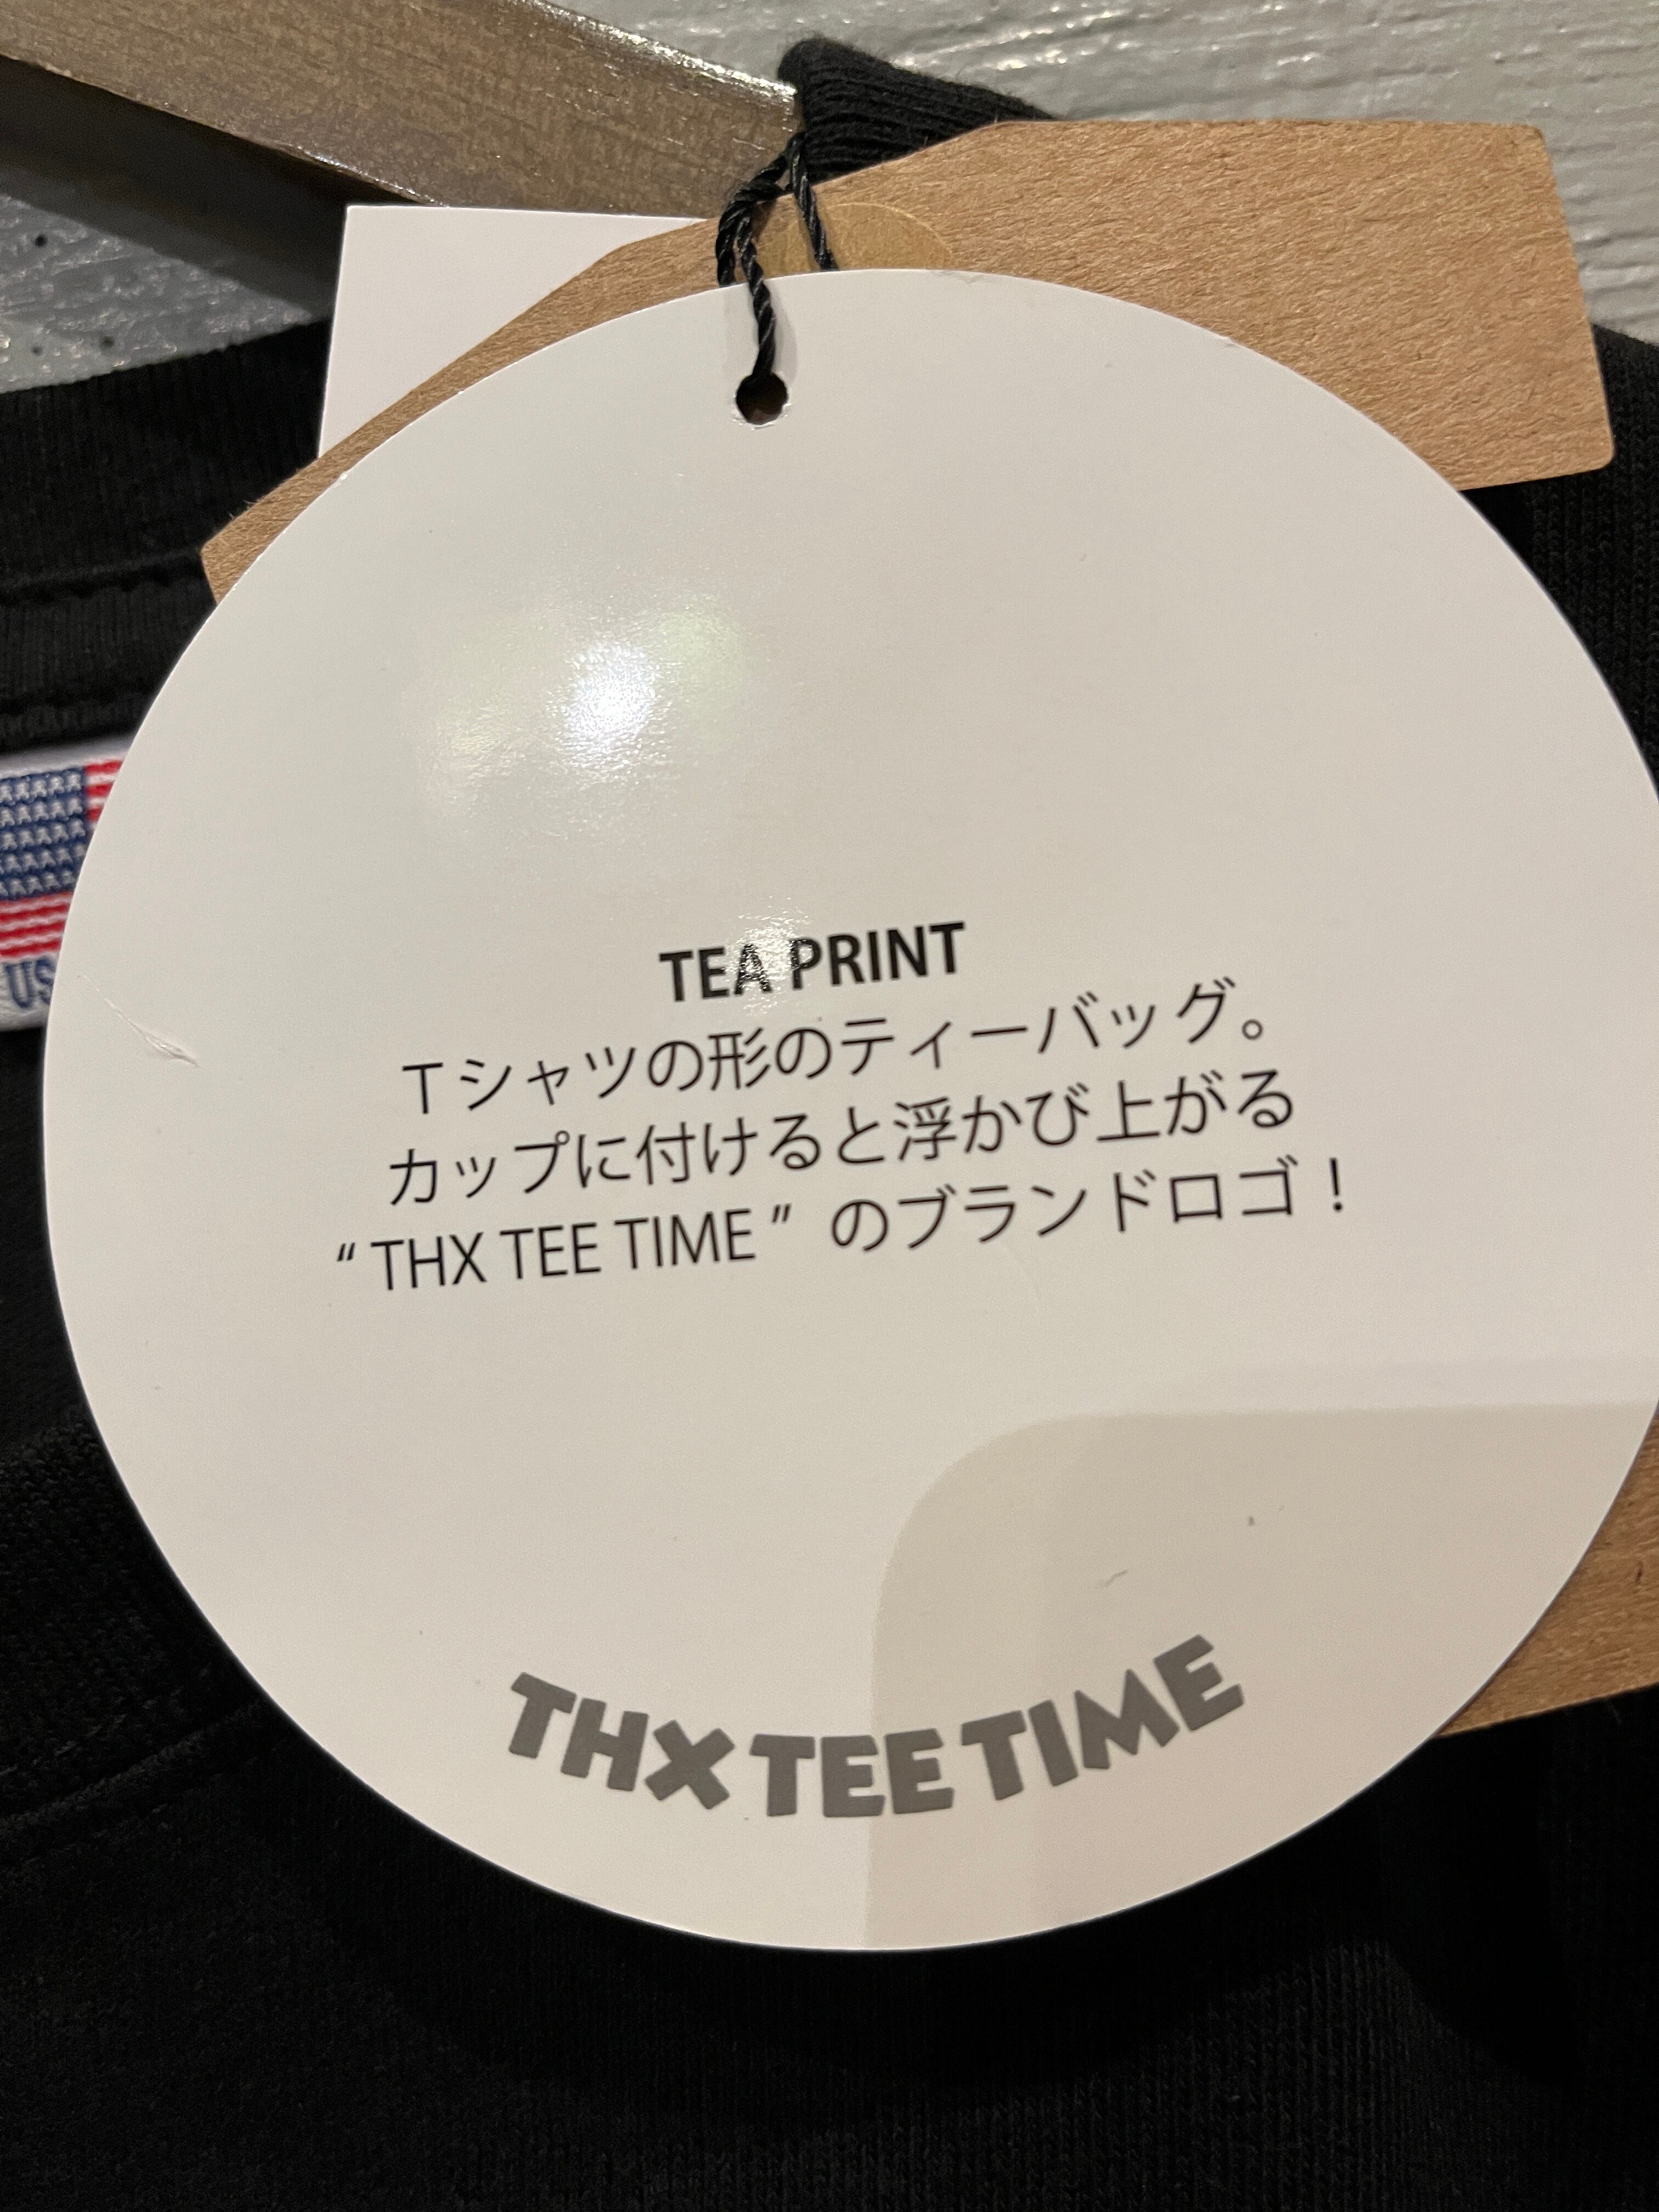 TEA PRINT
Tシャツの形のティーバッグ。
カップに付けると浮かび上がる
“THX TEE TIME” のブランドロゴ！
THX TEE TIME
US